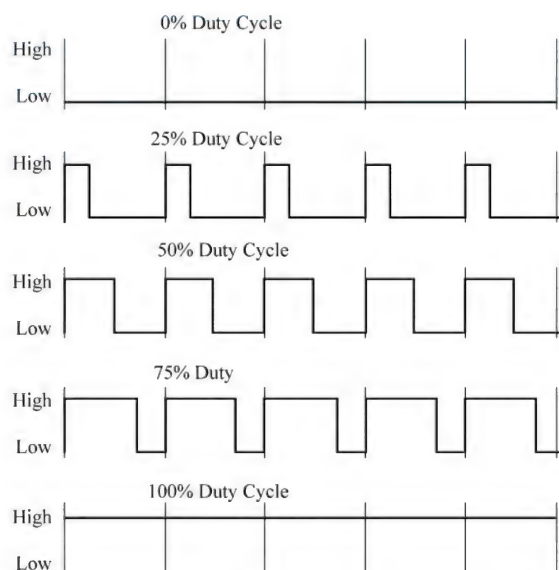 0% Duty Cycle
High
Low
25% Duty Cycle
High
Low
50% Duty Cycle
High
Low
75% Duty
High
Low
100% Duty Cycle
High
Low